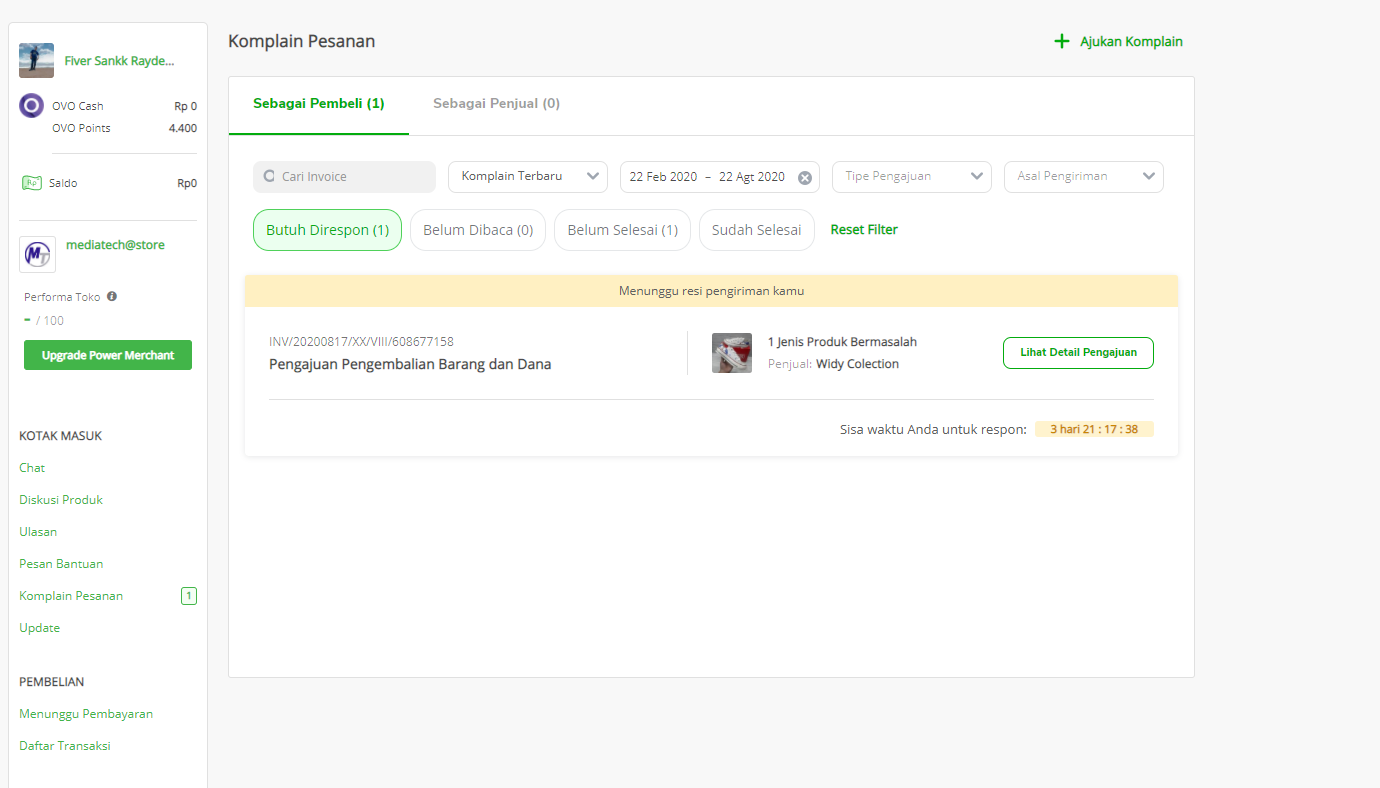 Fiver Sankk Rayde...
OVO Cash Rp 0
OVO Points 4.400
Rp Saldo Rp0
MT mediatech@store
Performa Toko
- / 100
Upgrade Power Merchant
KOTAK MASUK
Chat
Diskusi Produk
Ulasan
Pesan Bantuan
Komplain Pesanan 1
Update
PEMBELIAN
Menunggu Pembayaran
Daftar Transaksi
Komplain Pesanan
+ Ajukan Komplain
Sebagai Pembeli (1) Sebagai Penjual (0)
Cari Invoice Komplain Terbaru 22 Feb 2020 – 22 Agt 2020 Tipe Pengajuan Asal Pengiriman
Butuh Direspon (1) Belum Dibaca (0) Belum Selesai (1) Sudah Selesai Reset Filter
Menunggu resi pengiriman kamu
INV/20200817/XX/VIII/608677158
Pengajuan Pengembalian Barang dan Dana
1 Jenis Produk Bermasalah
Penjual: Widy Colection
Lihat Detail Pengajuan
Sisa waktu Anda untuk respon: 3 hari 21 : 17 : 38